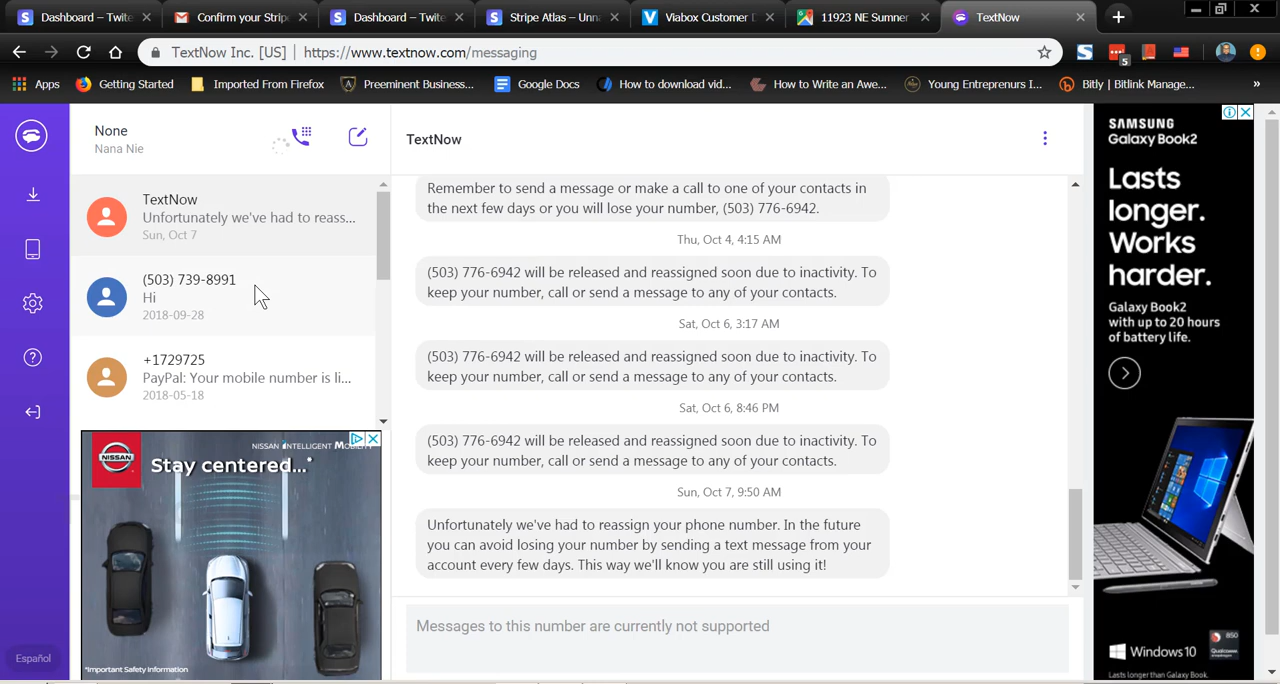 Dashboard – Twite
Confirm your Strip
Dashboard – Twite
Stripe Atlas – Unn
Viabox Customer D
11923 NE Sumner
TextNow
TextNow Inc. [US] | https://www.textnow.com/messaging
5
Apps
Getting Started
Imported From Firefox
Preeminent Business...
Google Docs
How to download vid...
How to Write an Awe...
Young Entreprenurs I...
Bitly | Bitlink Manage...
»
None
Nana Nie
TextNow
TextNow
Unfortunately we've had to reass...
Sun, Oct 7
(503) 739-8991
Hi
2018-09-28
+1729725
PayPal: Your mobile number is li...
2018-05-18
Español
NISSAN
NISSAN INTELLIGENT MOBILITY
Stay centered...*
*Important Safety information
Remember to send a message or make a call to one of your contacts in
the next few days or you will lose your number, (503) 776-6942.
Thu, Oct 4, 4:15 AM
(503) 776-6942 will be released and reassigned soon due to inactivity. To
keep your number, call or send a message to any of your contacts.
Sat, Oct 6, 3:17 AM
(503) 776-6942 will be released and reassigned soon due to inactivity. To
keep your number, call or send a message to any of your contacts.
Sat, Oct 6, 8:46 PM
(503) 776-6942 will be released and reassigned soon due to inactivity. To
keep your number, call or send a message to any of your contacts.
Sun, Oct 7, 9:50 AM
Unfortunately we've had to reassign your phone number. In the future
you can avoid losing your number by sending a text message from your
account every few days. This way we'll know you are still using it!
Messages to this number are currently not supported
SAMSUNG
Galaxy Book2
Lasts
longer.
Works
harder.
Galaxy Book2
with up to 20 hours
of battery life.
Windows 10
850
Lasts longer than Galaxy Book.